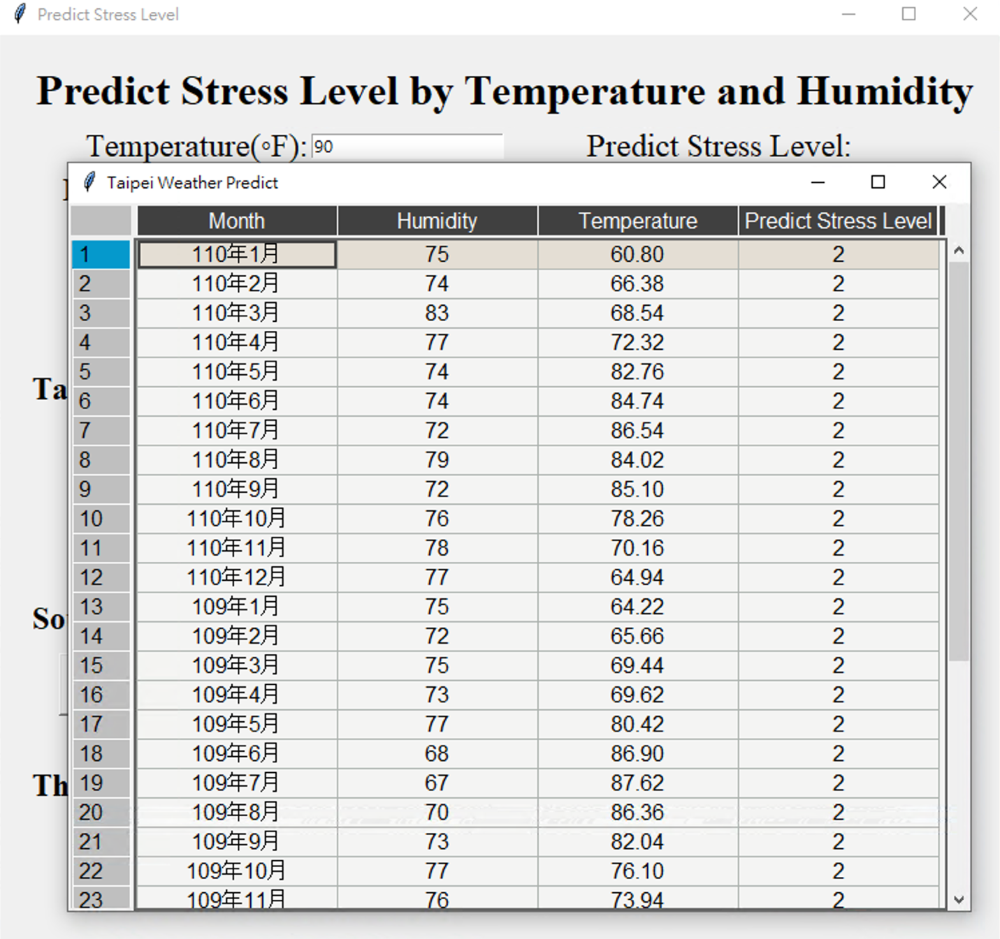 Predict Stress Level
Predict Stress Level by Temperature and Humidity
Temperature(°F): 90 Predict Stress Level:
Taipei Weather Predict
Month Humidity Temperature Predict Stress Level
1 110年1月 75 60.80 2
2 110年2月 74 66.38 2
3 110年3月 83 68.54 2
4 110年4月 77 72.32 2
5 110年5月 74 82.76 2
6 110年6月 74 84.74 2
7 110年7月 72 86.54 2
8 110年8月 79 84.02 2
9 110年9月 72 85.10 2
10 110年10月 76 78.26 2
11 110年11月 78 70.16 2
12 110年12月 77 64.94 2
13 109年1月 75 64.22 2
14 109年2月 72 65.66 2
15 109年3月 75 69.44 2
16 109年4月 73 69.62 2
17 109年5月 77 80.42 2
18 109年6月 68 86.90 2
19 109年7月 67 87.62 2
20 109年8月 70 86.36 2
21 109年9月 73 82.04 2
22 109年10月 77 76.10 2
23 109年11月 76 73.94 2